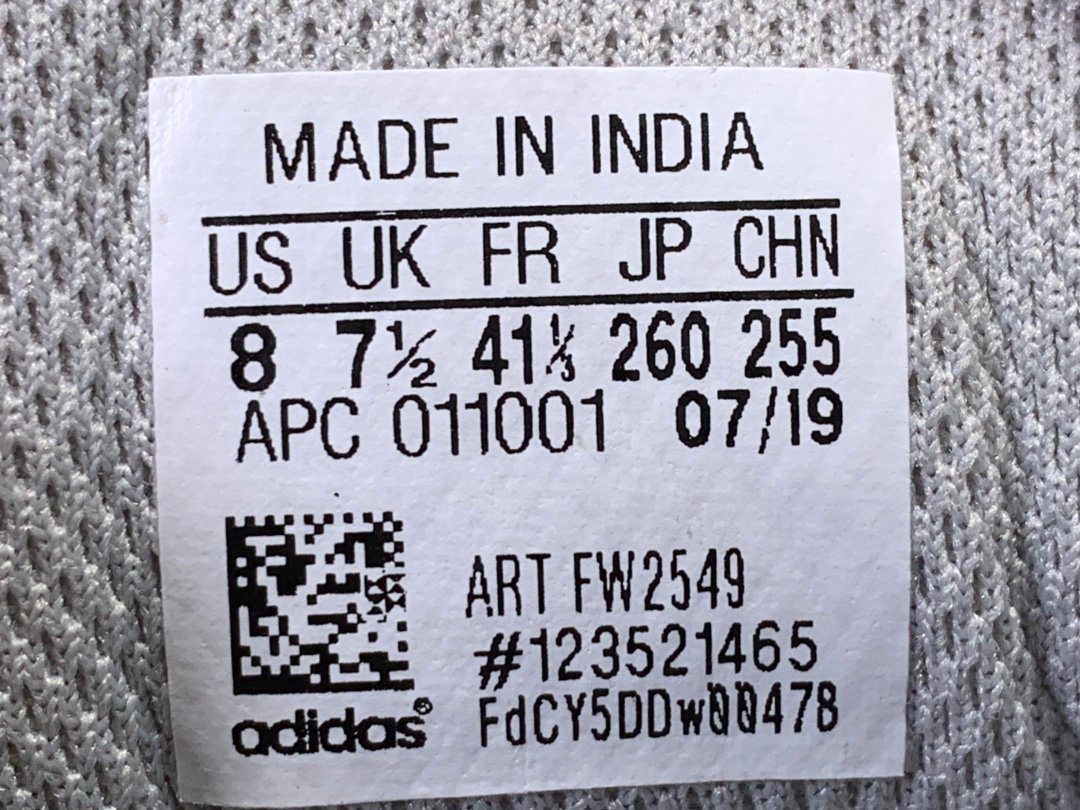 MADE IN INDIA
US UK FR JP CHN
8 7½ 41⅓ 260 255
APC 011001 07/19
ART FW2549
#123521465
FdCY5DDw00478
adidas®